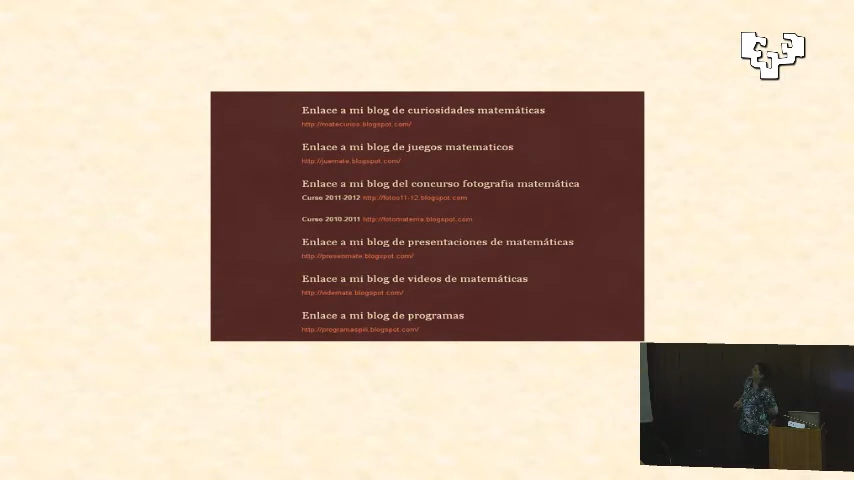 Enlace a mi blog de curiosidades matemáticas
http://matecurios.blogspot.com/
Enlace a mi blog de juegos matematicos
http://juemate.blogspot.com/
Enlace a mi blog del concurso fotografia matemática
Curso 2011-2012 http://fotos11-12.blogspot.com
Curso 2010-2011 http://fotomatema.blogspot.com
Enlace a mi blog de presentaciones de matemáticas
http://presenmate.blogspot.com/
Enlace a mi blog de videos de matemáticas
http://videmate.blogspot.com/
Enlace a mi blog de programas
http://programaspili.blogspot.com/